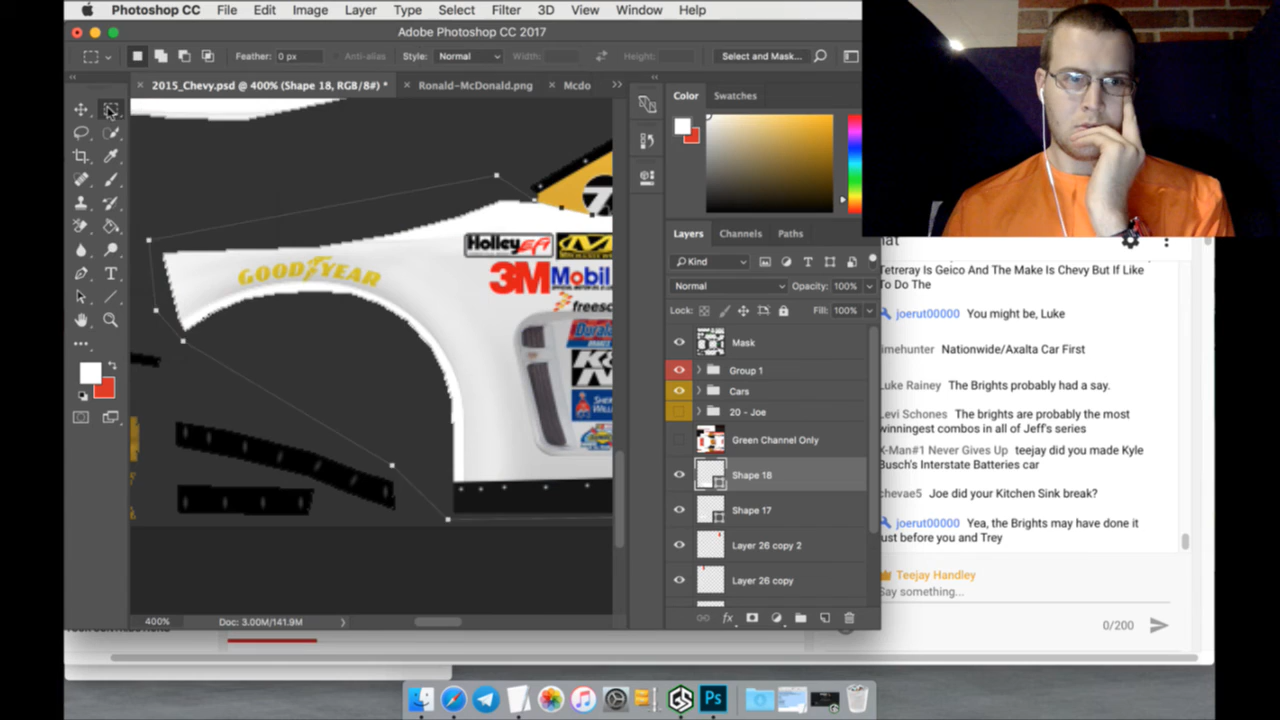 Photoshop CC File Edit Image Layer Type Select Filter 3D View Window Help
Adobe Photoshop CC 2017
Feather: 0 px Anti-alias Style: Normal Width: Height: Select and Mask...
2015_Chevy.psd @ 400% (Shape 18, RGB/8#) * Ronald-McDonald.png Mcdo
Color Swatches
GOODYEAR
Holley EFI
3M Mobil
freesc
K&N
Layers Channels Paths
Kind
Normal Opacity: 100%
Lock: Fill: 100%
Mask
Group 1
Cars
20 - Joe
Green Channel Only
Shape 18
Shape 17
Layer 26 copy 2
Layer 26 copy
400% Doc: 3.00M/141.9M
hat
Tetreray Is Geico And The Make Is Chevy But If Like
To Do The
joerut00000 You might be, Luke
imehunter Nationwide/Axalta Car First
Luke Rainey The Brights probably had a say.
Levi Schones The brights are probably the most
winningest combos in all of Jeff's series
K-Man#1 Never Gives Up teejay did you made Kyle
Busch's Interstate Batteries car
chevae5 Joe did your Kitchen Sink break?
joerut00000 Yea, the Brights may have done it
ust before you and Trey
Teejay Handley
Say something...
0/200
Ps